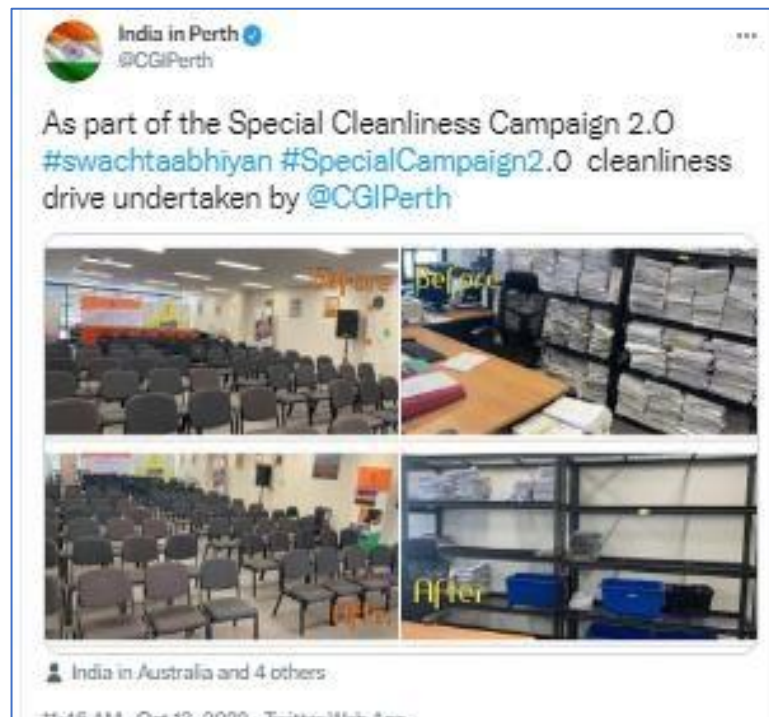 India in Perth
@CGIPerth
As part of the Special Cleanliness Campaign 2.O
#swachtaabhiyan #SpecialCampaign2.0 cleanliness
drive undertaken by @CGIPerth
Before
Before
After
After
India in Australia and 4 others